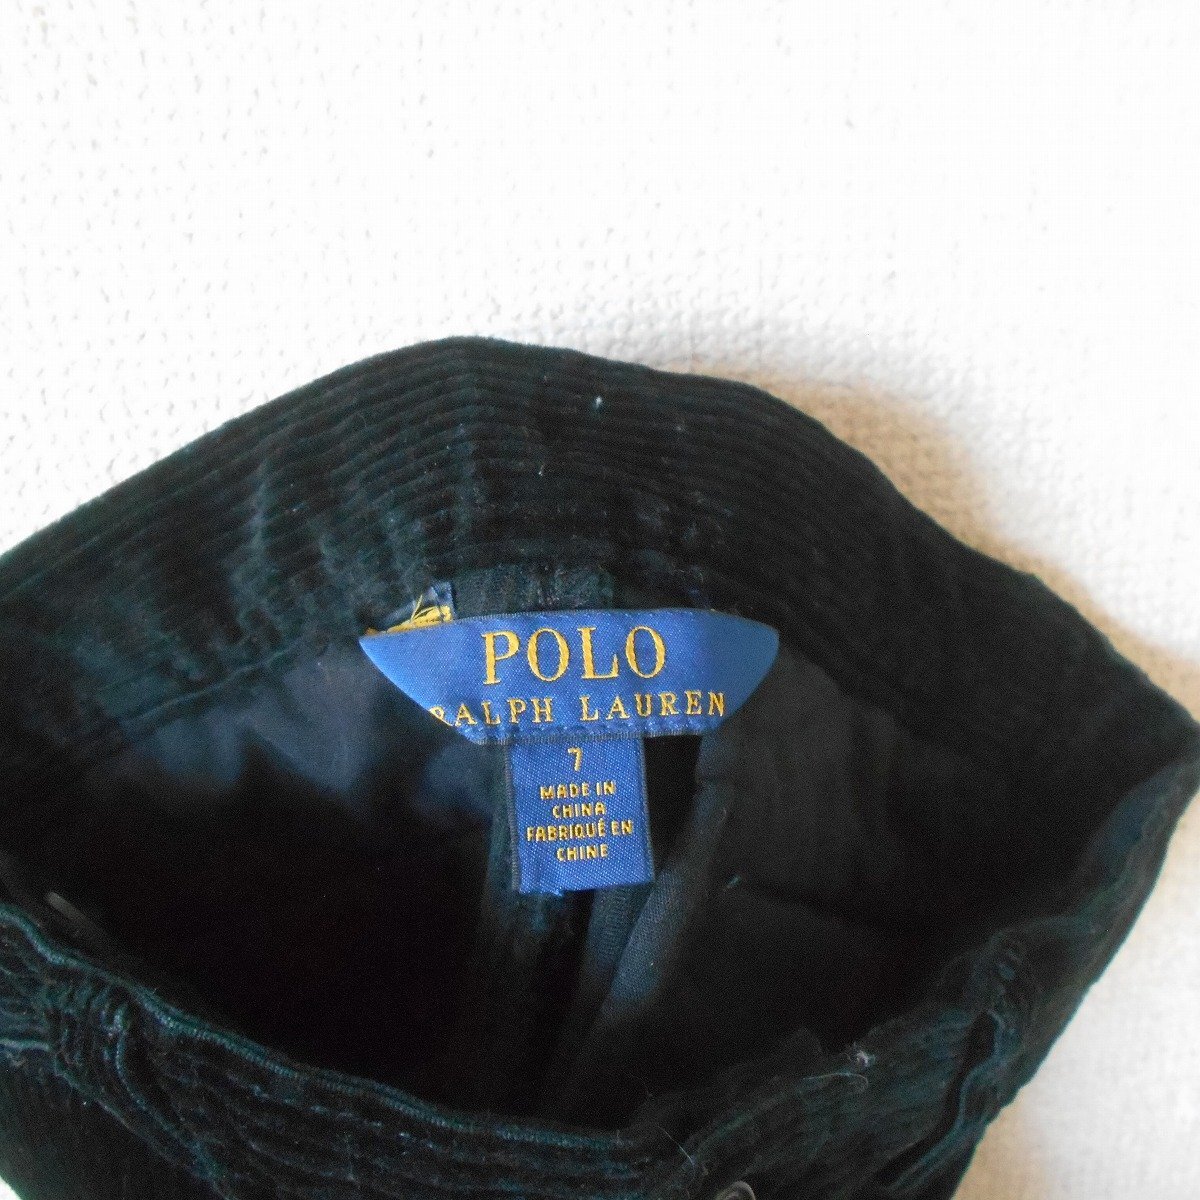 POLO
RALPH LAUREN
7
MADE IN
CHINA
FABRIQUÉ EN
CHINE